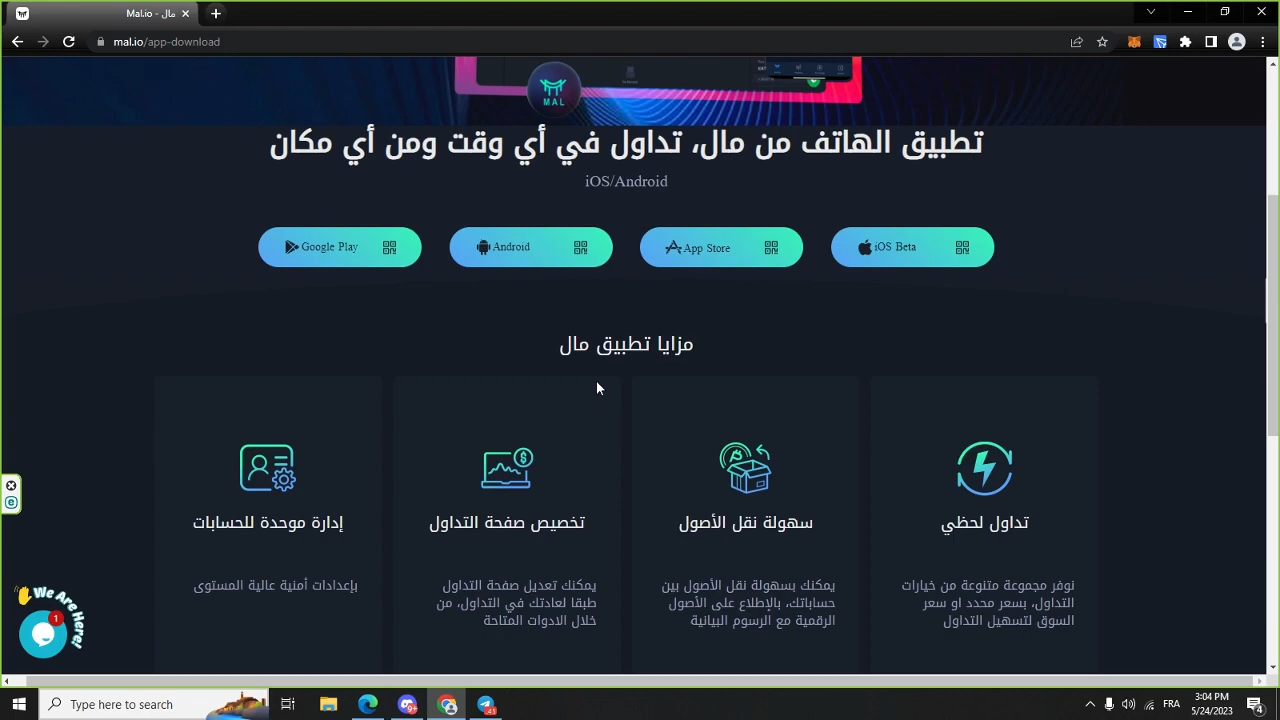 Mal.io - مال
mal.io/app-download
MAL
تطبيق الهاتف من مال، تداول في أي وقت ومن أي مكان
iOS/Android
Google Play
Android
App Store
iOS Beta
مزايا تطبيق مال
تداول لحظي
نوفر مجموعة متنوعة من خيارات
التداول، بسعر محدد او سعر
السوق لتسهيل التداول
سهولة نقل الأصول
يمكنك بسهولة نقل الأصول بين
حساباتك، بالإطلاع على الأصول
الرقمية مع الرسوم البيانية
تخصيص صفحة التداول
يمكنك تعديل صفحة التداول
طبقا لعادتك في التداول، من
خلال الادوات المتاحة
إدارة موحدة للحسابات
بإعدادات أمنية عالية المستوى
We Are Here!
1
Type here to search
9+
41
FRA
3:04 PM
5/24/2023
4